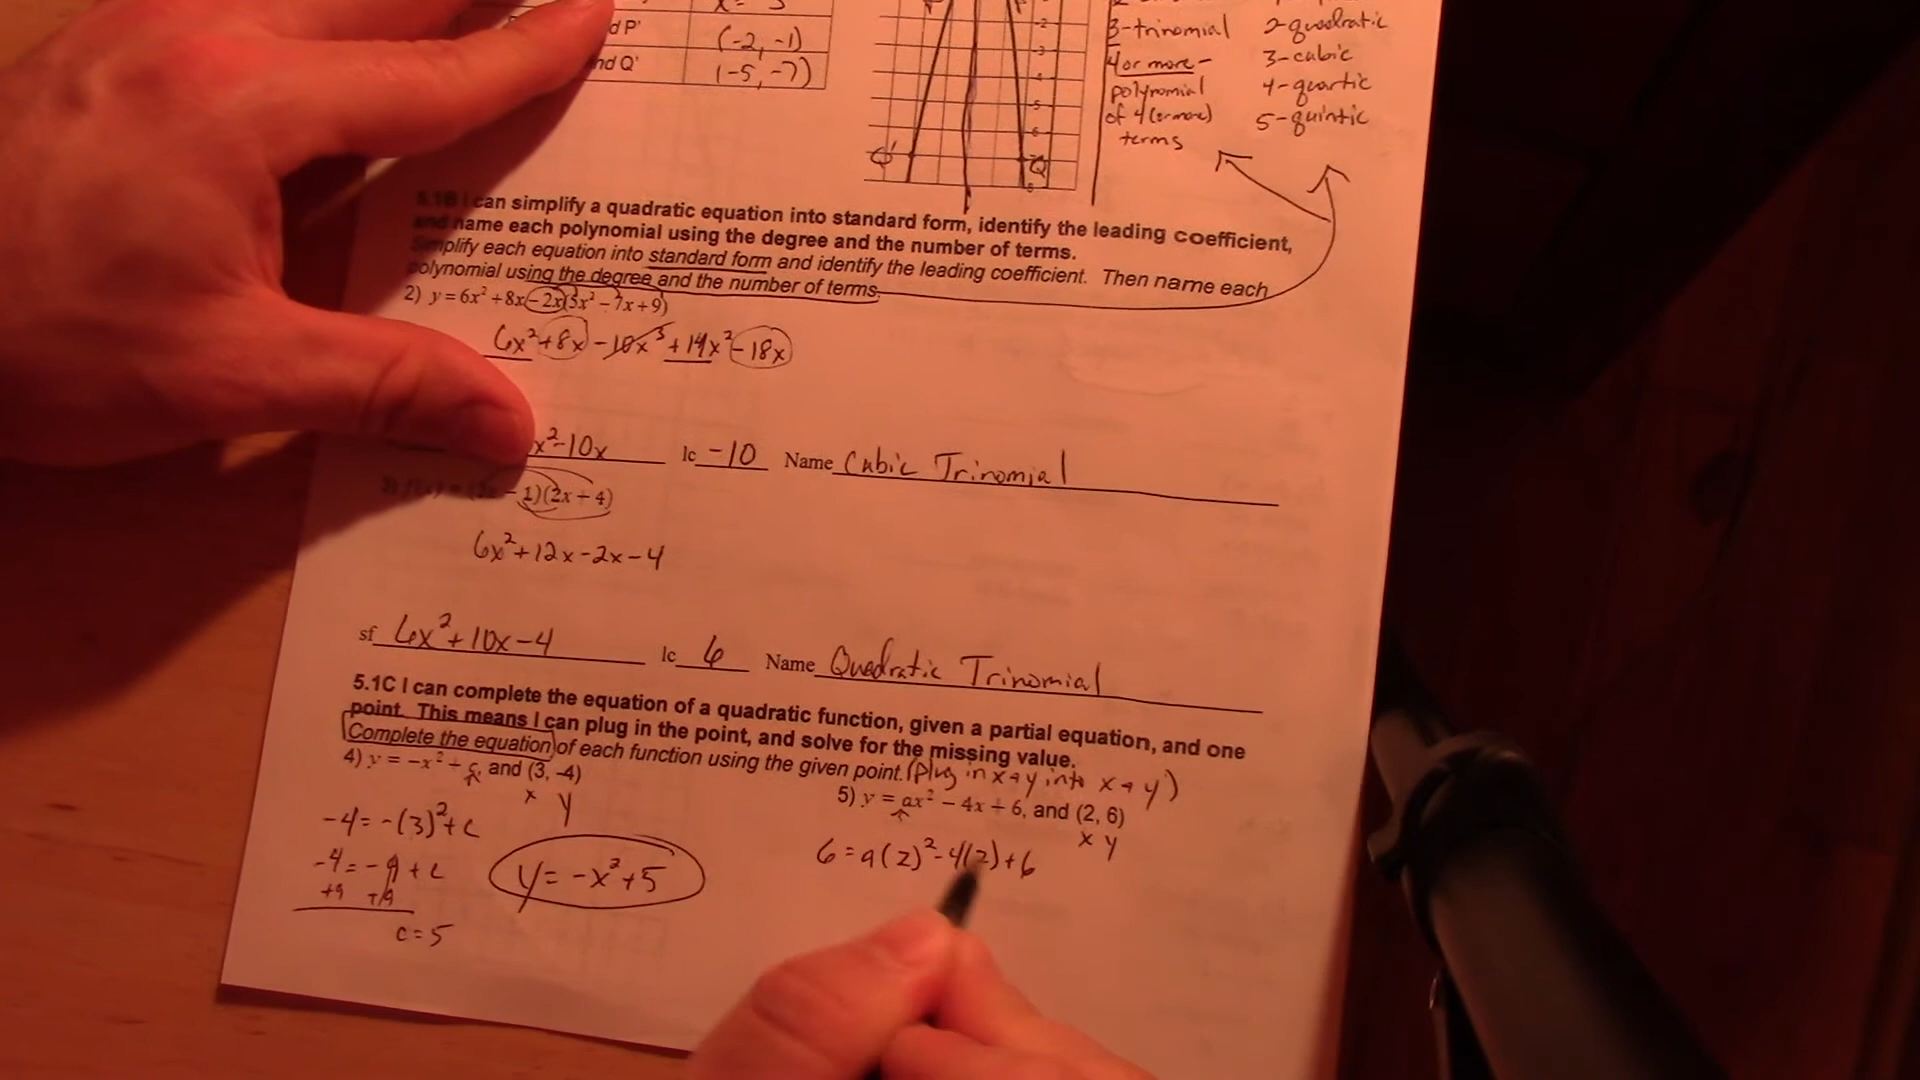 d P' (-2, -1)
nd Q' (-5, -7)
-2
-3
-4
-5
Q' Q
3-trinomial
4 or more -
polynomial
of 4 (or more)
terms
2-quadratic
3-cubic
4-quartic
5-quintic
can simplify a quadratic equation into standard form, identify the leading coefficient,
name each polynomial using the degree and the number of terms.
Simplify each equation into standard form and identify the leading coefficient. Then name each
polynomial using the degree and the number of terms.
2) y = 6x² + 8x - 2x(5x² - 7x + 9)
6x² + 8x - 10x³ + 14x² - 18x
x² - 10x lc -10 Name Cubic Trinomial
- 1)(2x + 4)
6x² + 12x - 2x - 4
sf 6x² + 10x - 4 lc 6 Name Quadratic Trinomial
5.1C I can complete the equation of a quadratic function, given a partial equation, and one
point. This means I can plug in the point, and solve for the missing value.
Complete the equation of each function using the given point. (plug in x + y into x + y)
4) y = -x² + c, and (3, -4)
x y
-4 = -(3)² + c
-4 = -9 + c
+9 +9
c = 5
y = -x² + 5
5) y = ax² - 4x + 6, and (2, 6)
x y
6 = a(2)² - 4(2) + 6